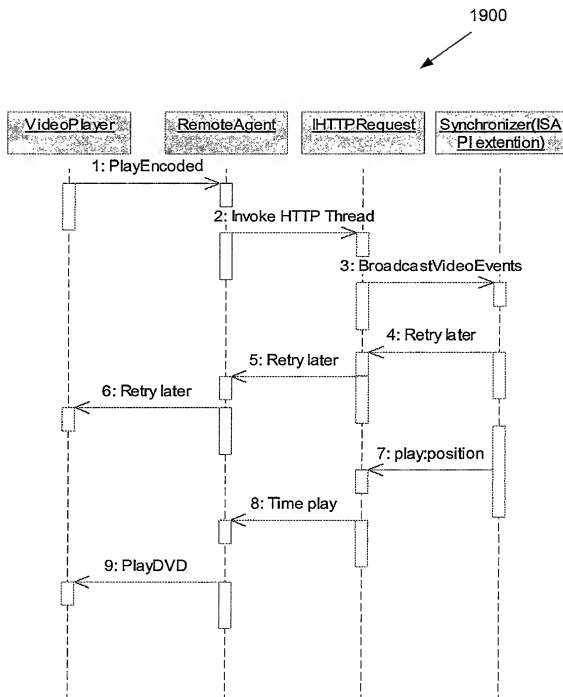 1900
VideoPlayer
RemoteAgent
IHTTPRequest
Synchronizer(ISA
PI extention)
1: PlayEncoded
2: Invoke HTTP Thread
3: BroadcastVideoEvents
4: Retry later
5: Retry later
6: Retry later
7: play:position
8: Time play
9: PlayDVD